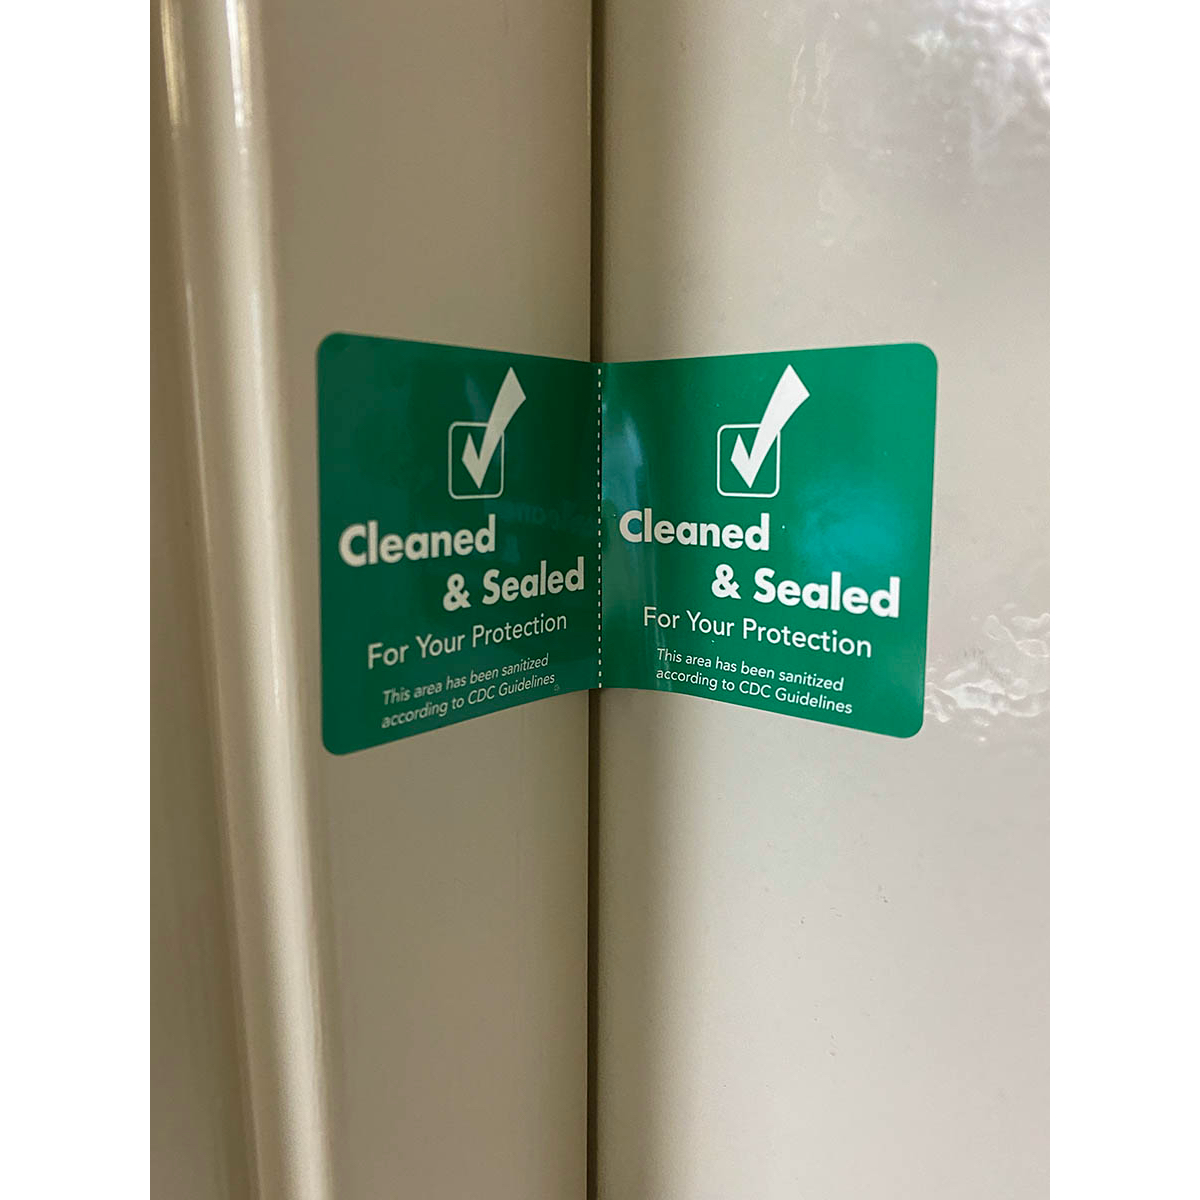 Cleaned
& Sealed
For Your Protection
This area has been sanitized
according to CDC Guidelines
Cleaned
& Sealed
For Your Protection
This area has been sanitized
according to CDC Guidelines